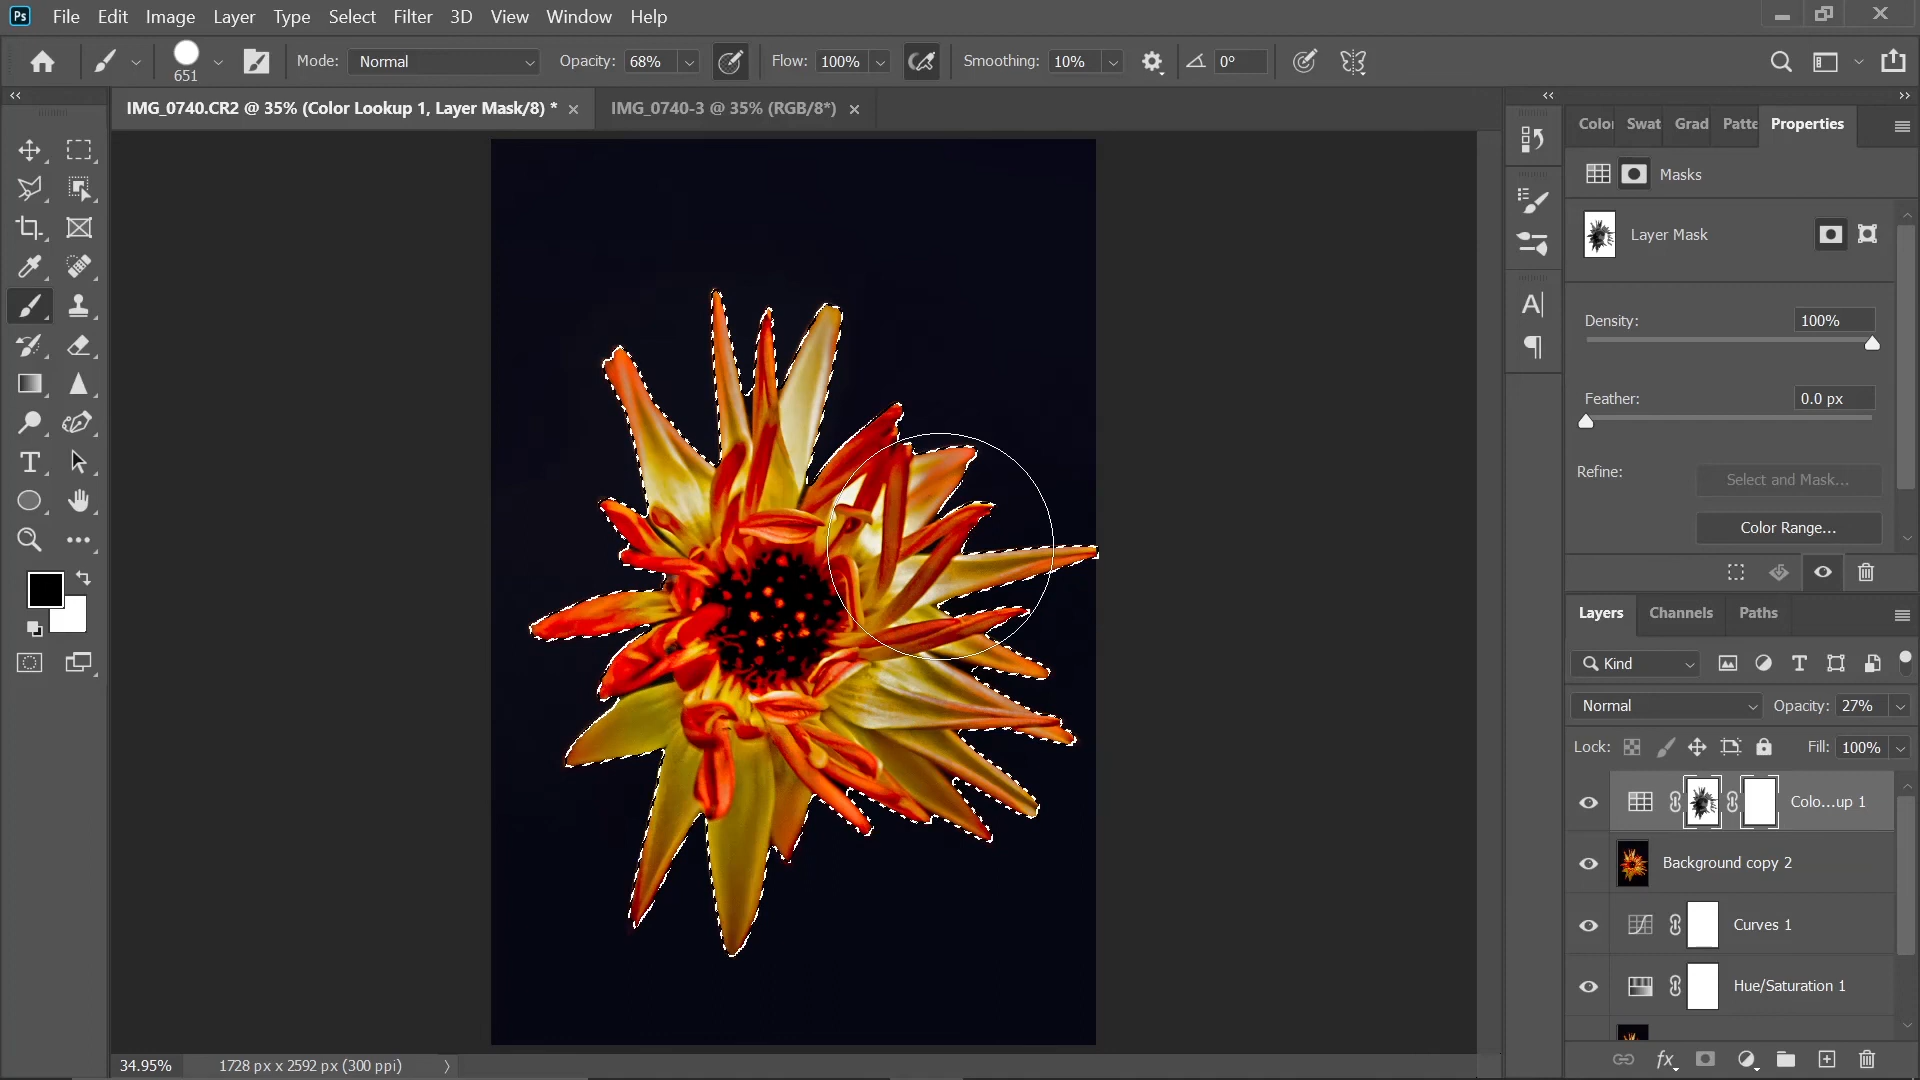 Ps File Edit Image Layer Type Select Filter 3D View Window Help
651 Mode: Normal Opacity: 68% Flow: 100% Smoothing: 10% 0°
IMG_0740.CR2 @ 35% (Color Lookup 1, Layer Mask/8) * IMG_0740-3 @ 35% (RGB/8*)
Color Swat Grad Patte Properties
Masks
Layer Mask
Density: 100%
Feather: 0.0 px
Refine: Select and Mask...
Color Range...
Layers Channels Paths
Kind
Normal Opacity: 27%
Lock: Fill: 100%
Colo...up 1
Background copy 2
Curves 1
Hue/Saturation 1
fx
34.95% 1728 px x 2592 px (300 ppi)